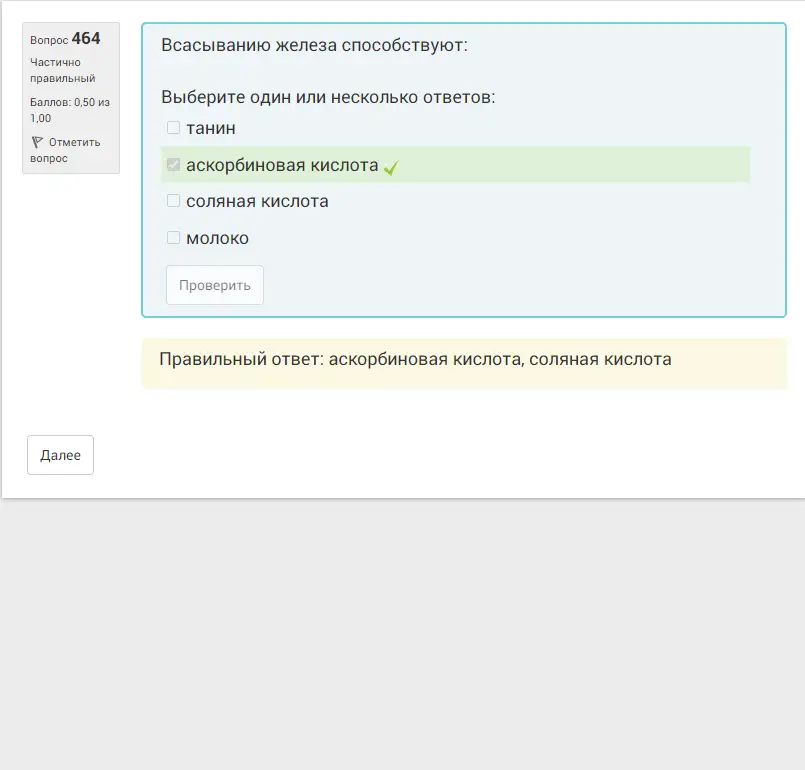 Вопрос 464
Частично
правильный
Баллов: 0,50 из
1,00
Отметить
вопрос
Всасыванию железа способствуют:
Выберите один или несколько ответов:
танин
аскорбиновая кислота
соляная кислота
молоко
Проверить
Правильный ответ: аскорбиновая кислота, соляная кислота
Далее